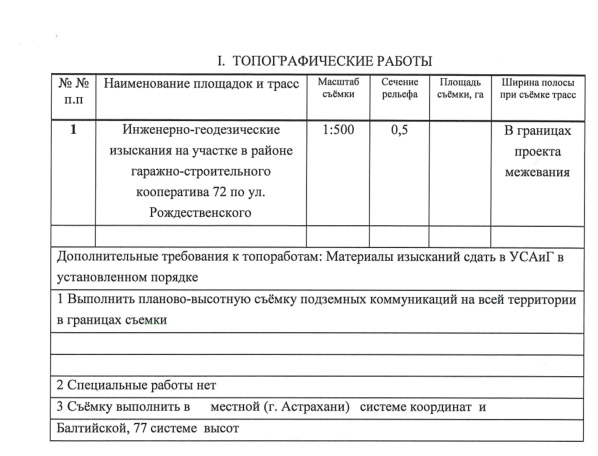 I. ТОПОГРАФИЧЕСКИЕ РАБОТЫ
№ № п.п
Наименование площадок и трасс
Масштаб съёмки
Сечение рельефа
Площадь съёмки, га
Ширина полосы при съёмке трасс
1
Инженерно-геодезические
изыскания на участке в районе
гаражно-строительного
кооператива 72 по ул.
Рождественского
1:500
0,5
В границах
проекта
межевания
Дополнительные требования к топоработам: Материалы изысканий сдать в УСАиГ в
установленном порядке
1 Выполнить планово-высотную съёмку подземных коммуникаций на всей территории
в границах съемки
2 Специальные работы нет
3 Съёмку выполнить в местной (г. Астрахани) системе координат и
Балтийской, 77 системе высот